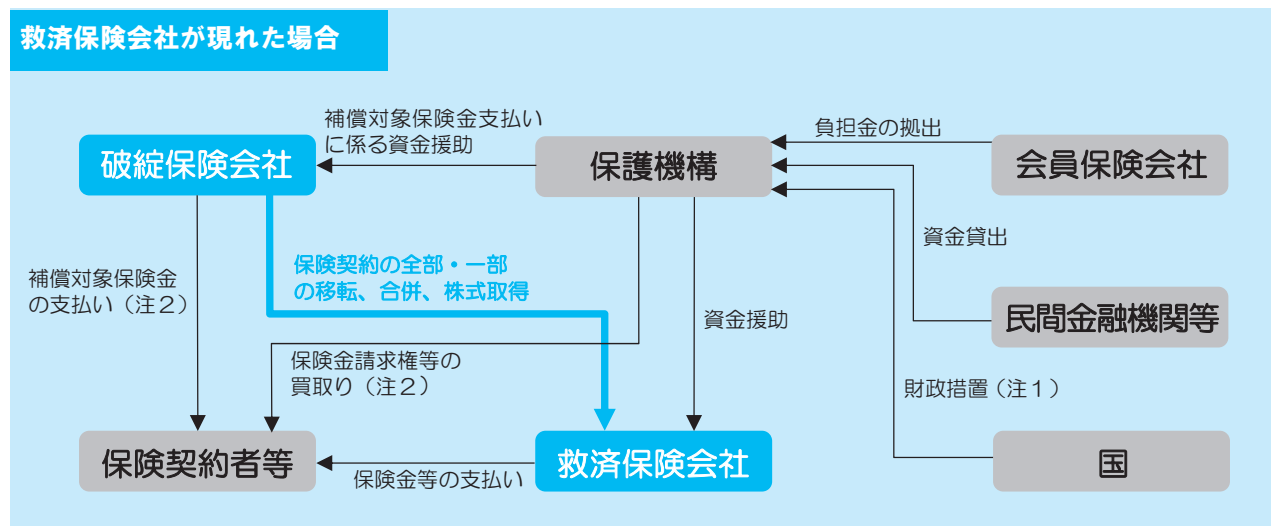 救済保険会社が現れた場合
補償対象保険金支払い
に係る資金援助
負担金の拠出
破綻保険会社
保護機構
会員保険会社
資金貸出
保険契約の全部・一部
の移転、合併、株式取得
補償対象保険金
の支払い（注２）
資金援助
民間金融機関等
保険金請求権等の
買取り（注２）
財政措置（注１）
保険契約者等
保険金等の支払い
救済保険会社
国